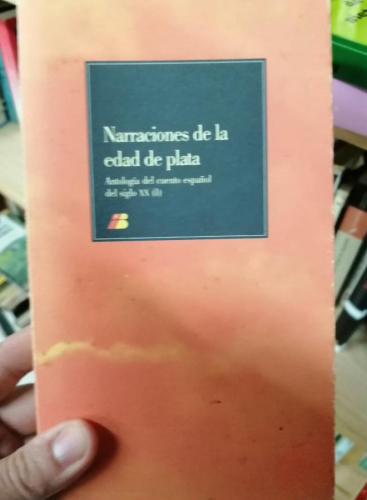 Narraciones de la
edad de plata
Antología del cuento español
del siglo XX (I)